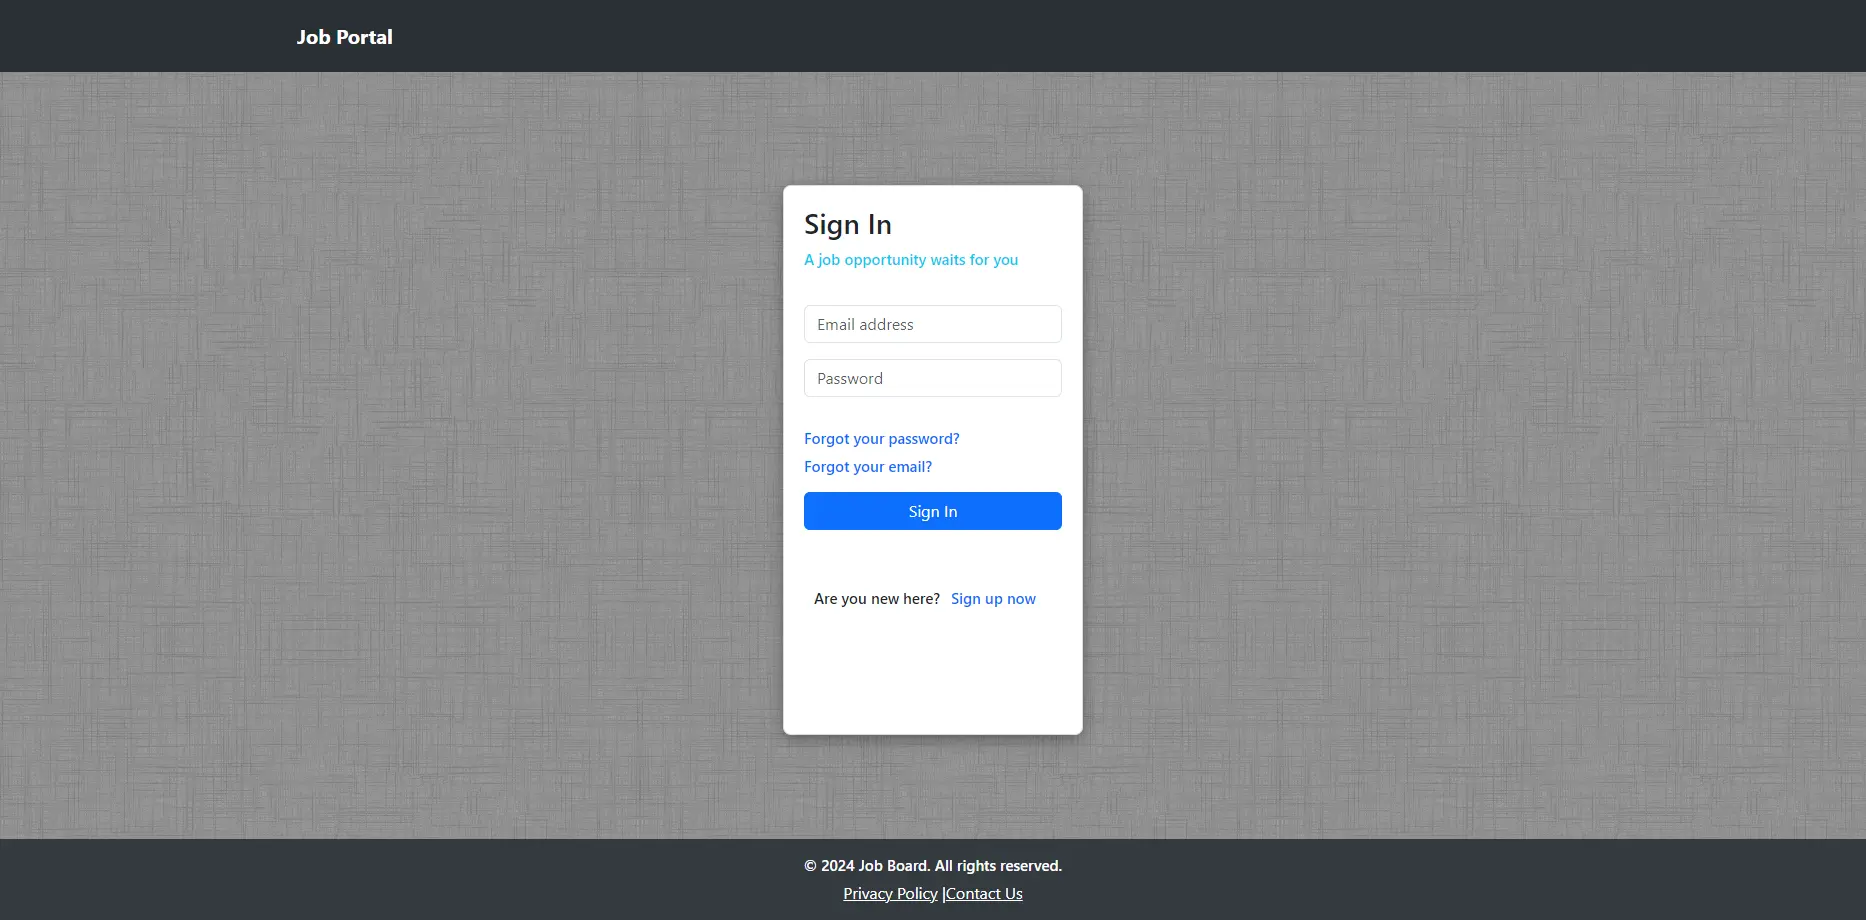 Job Portal
Sign In
A job opportunity waits for you
Email address
Password
Forgot your password?
Forgot your email?
Sign In
Are you new here? Sign up now
© 2024 Job Board. All rights reserved.
Privacy Policy |Contact Us